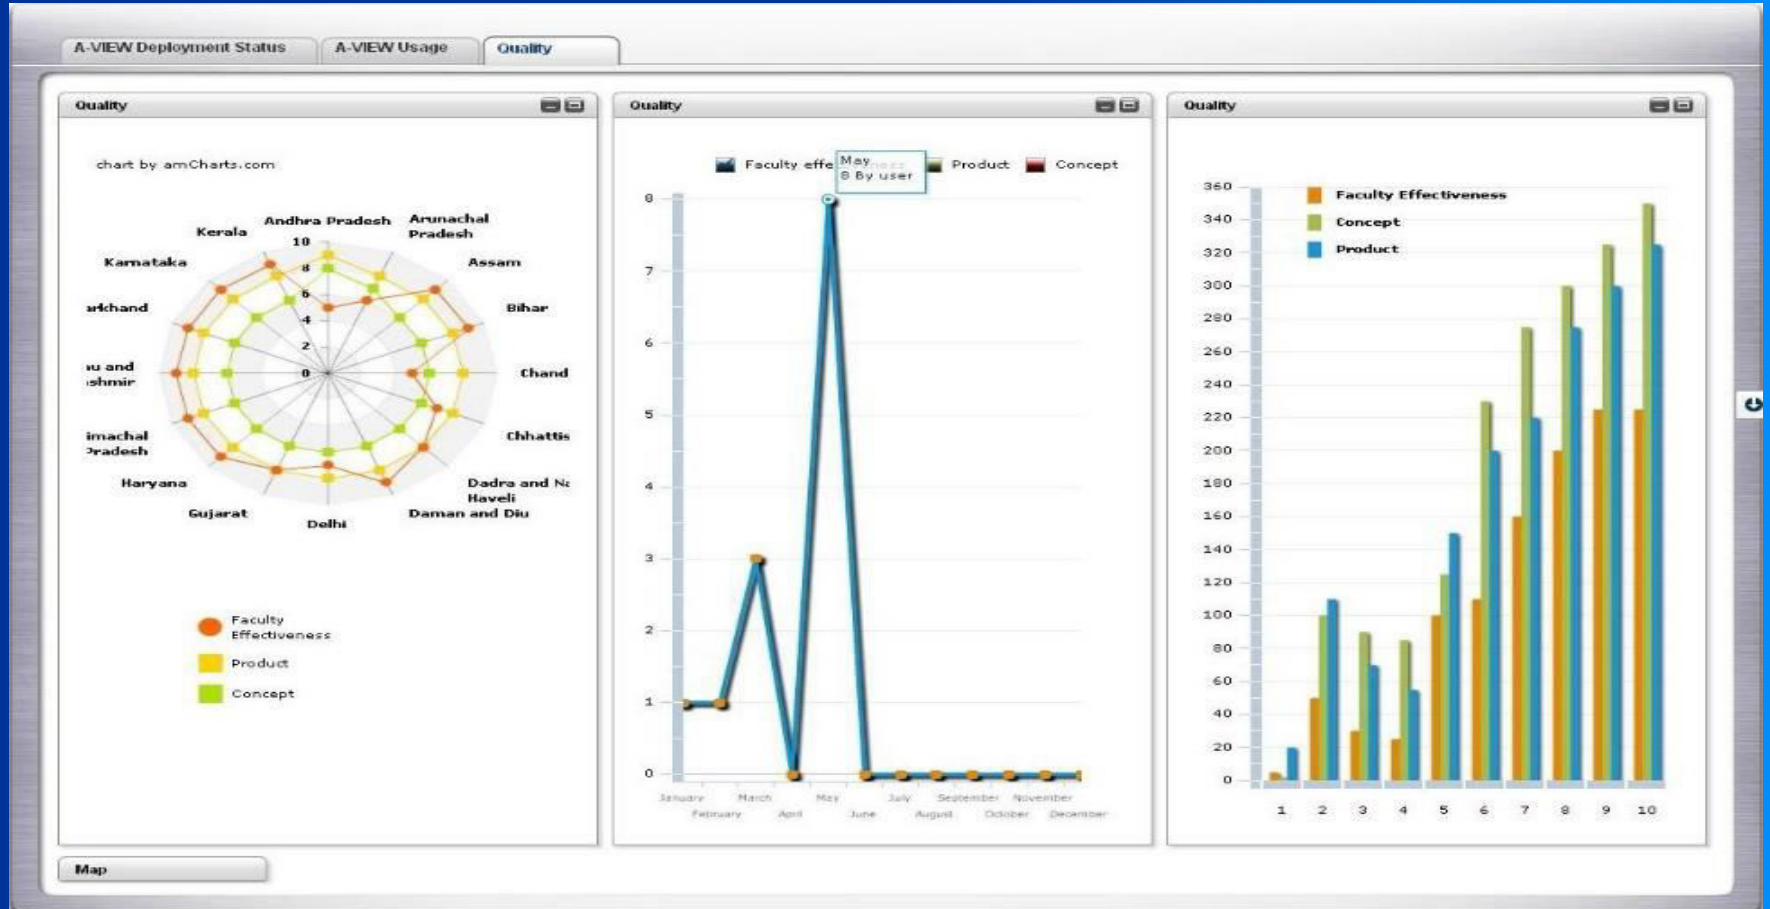 A-VIEW Deployment Status
A-VIEW Usage
Quality
Quality
chart by amCharts.com
Andhra Pradesh
Arunachal
Pradesh
Assam
Bihar
Chand
Chhattis
Dadra and Na
Haveli
Daman and Diu
Delhi
Gujarat
Haryana
imachal
Pradesh
u and
shmir
rkhand
Karnataka
Kerala
10
8
6
4
2
0
Faculty
Effectiveness
Product
Concept
Quality
Faculty effe
May
8 By user
Product
Concept
8
7
6
5
4
3
2
1
0
January
February
March
April
May
June
July
August
September
October
November
December
Quality
Faculty Effectiveness
Concept
Product
360
340
320
300
280
260
240
220
200
180
160
140
120
100
80
60
40
20
0
1 2 3 4 5 6 7 8 9 10
Map